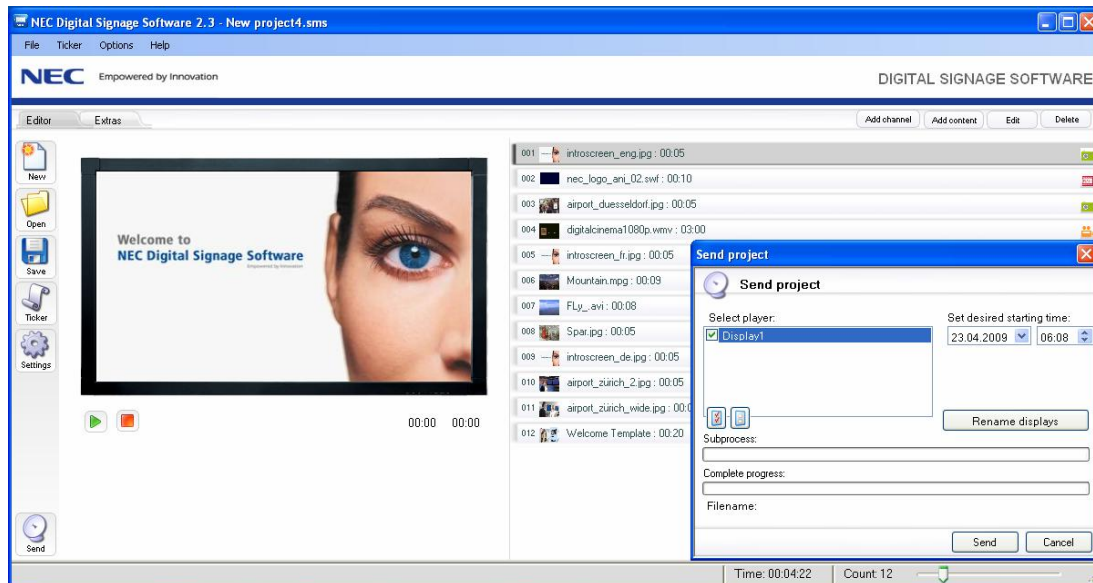 NEC Digital Signage Software 2.3 - New project4.sms
File Ticker Options Help
NEC Empowered by Innovation
DIGITAL SIGNAGE SOFTWARE
Editor Extras
Add channel Add content Edit Delete
New
Open
Save
Ticker
Settings
Send
Welcome to
NEC Digital Signage Software
Empowered by Innovation
00:00 00:00
001 introscreen_eng.jpg : 00:05
002 nec_logo_ani_02.swf : 00:10
003 airport_duesseldorf.jpg : 00:05
004 digitalcinema1080p.wmv : 03:00
005 introscreen_fr.jpg : 00:05
006 Mountain.mpg : 00:09
007 FLy_.avi : 00:08
008 Spar.jpg : 00:05
009 introscreen_de.jpg : 00:05
010 airport_zürich_2.jpg : 00:05
011 airport_zürich_wide.jpg : 00:0
012 Welcome Template : 00:20
Send project
Send project
Select player:
Display1
Set desired starting time:
23.04.2009 06:08
Rename displays
Subprocess:
Complete progress:
Filename:
Send Cancel
Time: 00:04:22 Count: 12